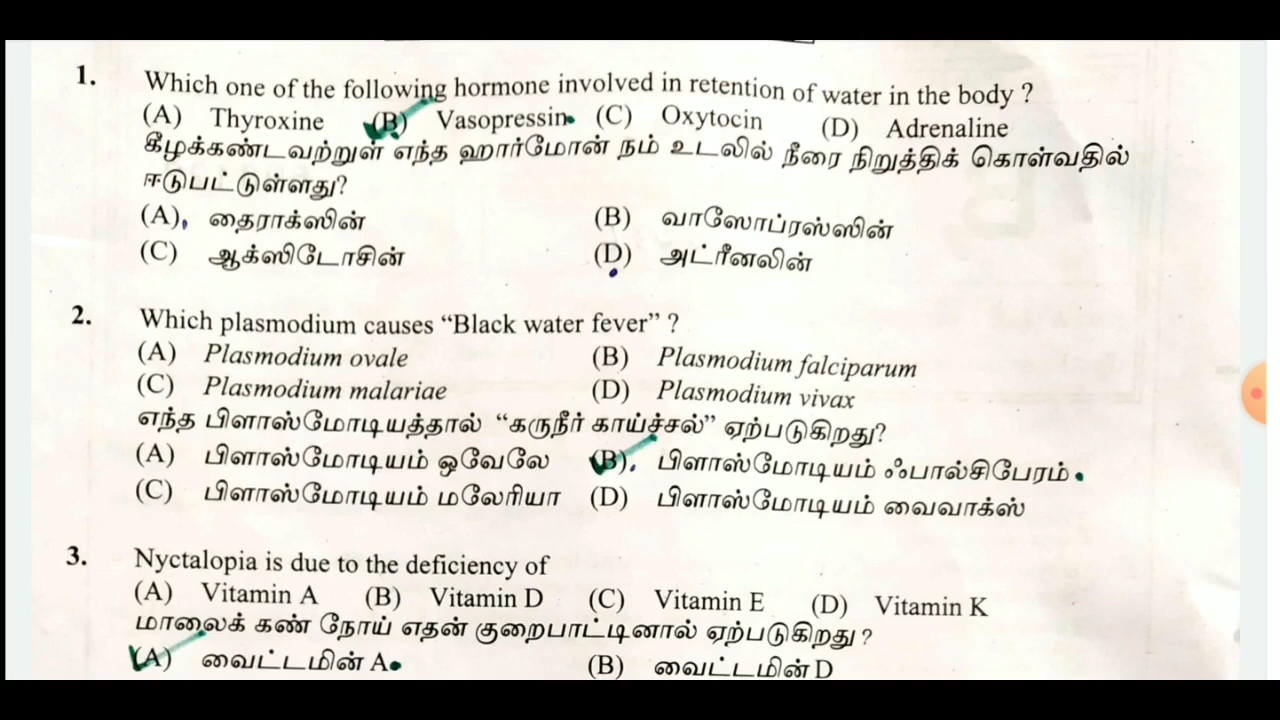 1. Which one of the following hormone involved in retention of water in the body ?
(A) Thyroxine (B) Vasopressin (C) Oxytocin (D) Adrenaline
கீழக்கண்டவற்றுள் எந்த ஹார்மோன் நம் உடலில் நீரை நிறுத்திக் கொள்வதில்
ஈடுபட்டுள்ளது?
(A) தைராக்ஸின் (B) வாஸோப்ரஸ்ஸின்
(C) ஆக்ஸிடோசின் (D) அட்ரீனலின்
2. Which plasmodium causes “Black water fever” ?
(A) Plasmodium ovale (B) Plasmodium falciparum
(C) Plasmodium malariae (D) Plasmodium vivax
எந்த பிளாஸ்மோடியத்தால் “கருநீர் காய்ச்சல்” ஏற்படுகிறது?
(A) பிளாஸ்மோடியம் ஒவேலே (B) பிளாஸ்மோடியம் ஃபால்சிபேரம்
(C) பிளாஸ்மோடியம் மலேரியா (D) பிளாஸ்மோடியம் வைவாக்ஸ்
3. Nyctalopia is due to the deficiency of
(A) Vitamin A (B) Vitamin D (C) Vitamin E (D) Vitamin K
மாலைக் கண் நோய் எதன் குறைபாட்டினால் ஏற்படுகிறது ?
(A) வைட்டமின் A (B) வைட்டமின் D